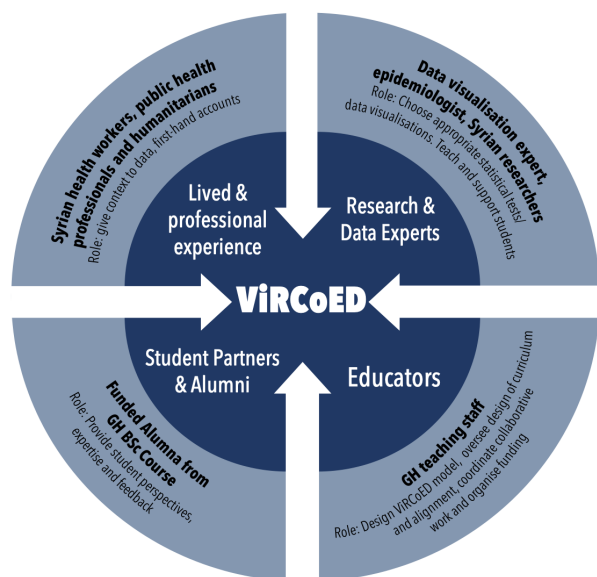 Syrian health workers, public health
professionals and humanitarians
Role: give context to data, first-hand accounts
Data visualisation expert,
epidemiologist, Syrian researchers
Role: Choose appropriate statistical tests/
data visualisations. Teach and support students
Lived &
professional
experience
Research &
Data Experts
ViRCoED
Student Partners
& Alumni
Educators
Funded Alumna from
GH BSc Course
Role: Provide student perspectives,
expertise and feedback
GH teaching staff
Role: Design ViRCoED model, oversee design of curriculum
and alignment, coordinate collaborative
work and organise funding